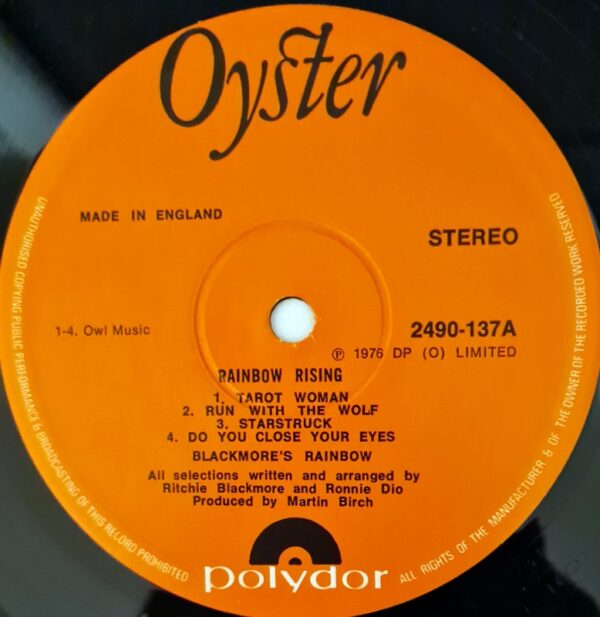 Oyster
MADE IN ENGLAND
STEREO
1-4. Owl Music
2490-137A
℗ 1976 DP (O) LIMITED
RAINBOW RISING
1. TAROT WOMAN
2. RUN WITH THE WOLF
3. STARSTRUCK
4. DO YOU CLOSE YOUR EYES
BLACKMORE'S RAINBOW
All selections written and arranged by
Ritchie Blackmore and Ronnie Dio
Produced by Martin Birch
polydor
UNAUTHORISED COPYING PUBLIC PERFORMANCE & BROADCASTING OF THIS RECORD PROHIBITED
ALL RIGHTS OF THE MANUFACTURER & OF THE OWNER OF THE RECORDED WORK RESERVED